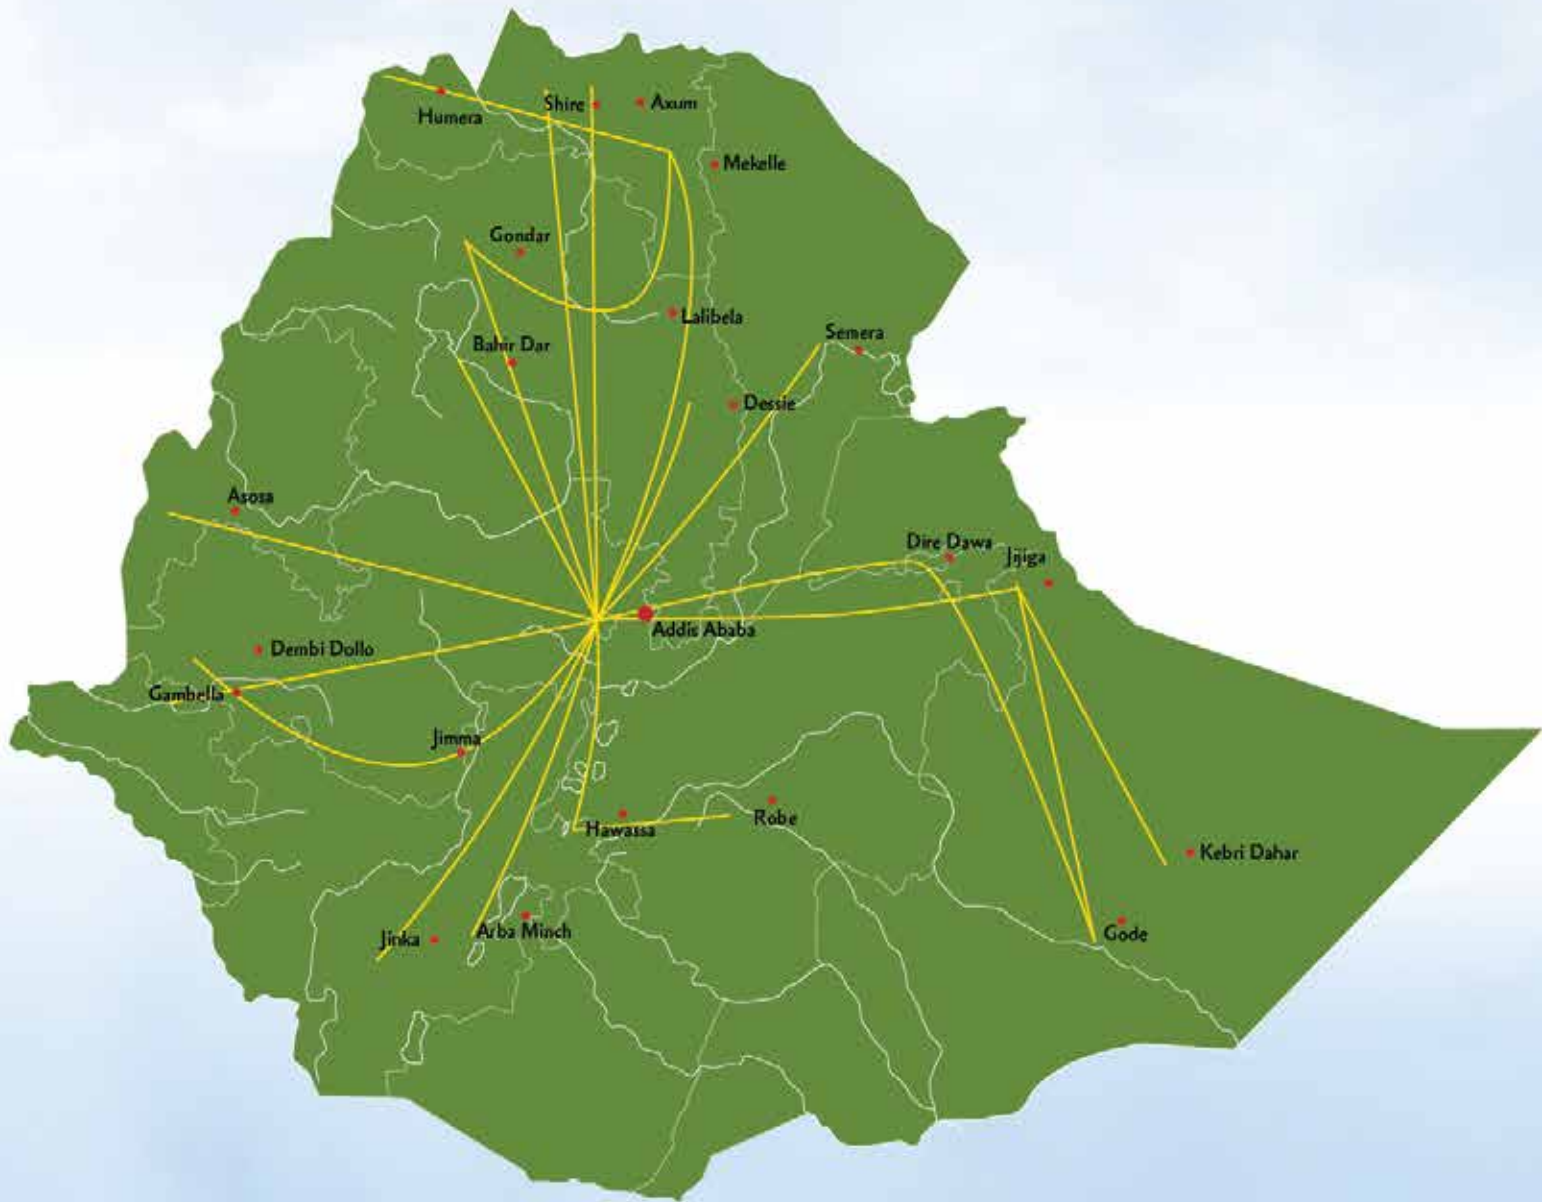 Shire
Axum
Humera
Mekelle
Gondar
Lalibela
Semera
Bahir Dar
Dessie
Asosa
Dire Dawa
Jijiga
Addis Ababa
Dembi Dollo
Gambella
Jimma
Hawassa
Robe
Kebri Dahar
Jinka
Arba Minch
Gode